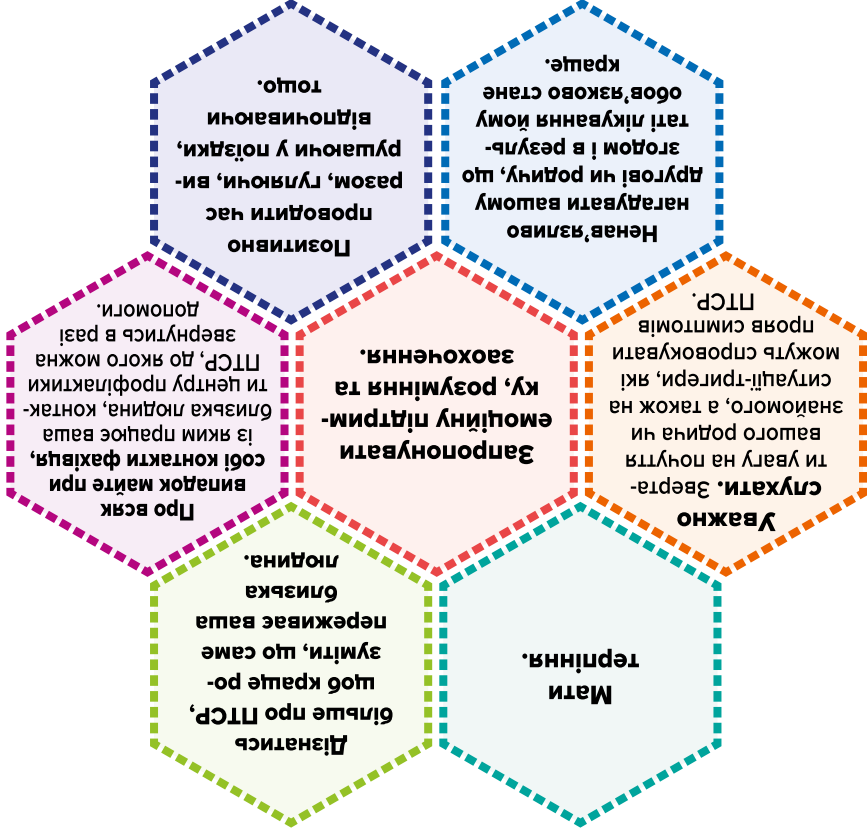 Мати
терпіння.
Дізнатись
більше про ПТСР,
щоб краще ро-
зуміти, що саме
переживає ваша
близька
людина.
Уважно
слухати. Зверта-
ти увагу на почуття
вашого родича чи
знайомого, а також на
ситуації-тригери, які
можуть спровокувати
прояв симптомів
ПТСР.
Запропонувати
емоційну підтрим-
ку, розуміння та
заохочення.
Про всяк
випадок майте при
собі контакти фахівця,
із яким працює ваша
близька людина, контак-
ти центру профілактики
ПТСР, до якого можна
звернутись в разі
допомоги.
Ненав’язливо
нагадувати вашому
другові чи родичу, що
згодом і в резуль-
таті лікування йому
обов’язково стане
краще.
Позитивно
проводити час
разом, гуляючи, ви-
рушаючи у поїздки,
відпочиваючи
тощо.